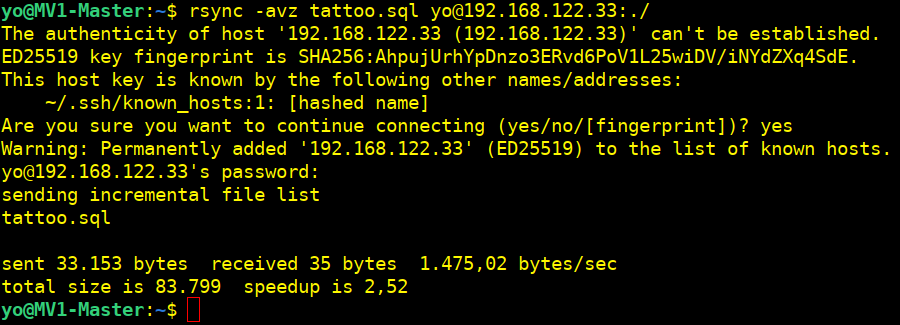 yo@MV1-Master:~$ rsync -avz tattoo.sql yo@192.168.122.33:./
The authenticity of host '192.168.122.33 (192.168.122.33)' can't be established.
ED25519 key fingerprint is SHA256:AhpujUrhYpDnzo3ERvd6PoV1L25wiDV/iNYdZXq4SdE.
This host key is known by the following other names/addresses:
    ~/.ssh/known_hosts:1: [hashed name]
Are you sure you want to continue connecting (yes/no/[fingerprint])? yes
Warning: Permanently added '192.168.122.33' (ED25519) to the list of known hosts.
yo@192.168.122.33's password:
sending incremental file list
tattoo.sql

sent 33.153 bytes  received 35 bytes  1.475,02 bytes/sec
total size is 83.799  speedup is 2,52
yo@MV1-Master:~$